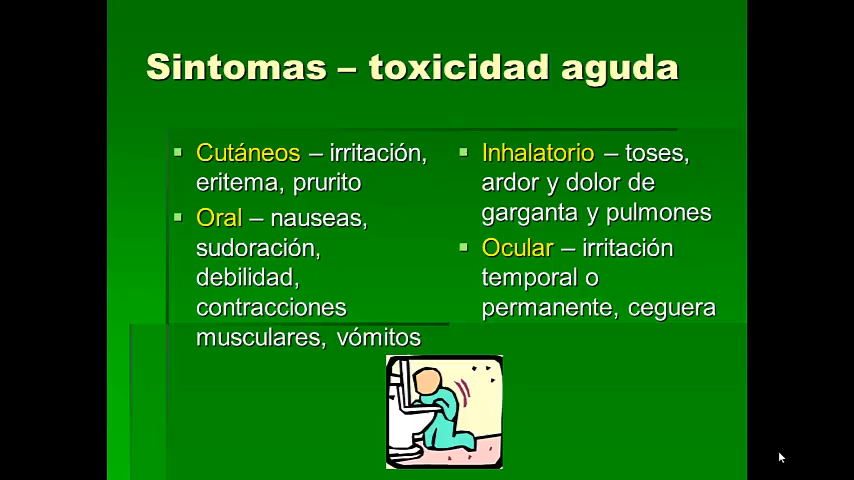 Sintomas – toxicidad aguda
Cutáneos – irritación,
eritema, prurito
Oral – nauseas,
sudoración,
debilidad,
contracciones
musculares, vómitos
Inhalatorio – toses,
ardor y dolor de
garganta y pulmones
Ocular – irritación
temporal o
permanente, ceguera